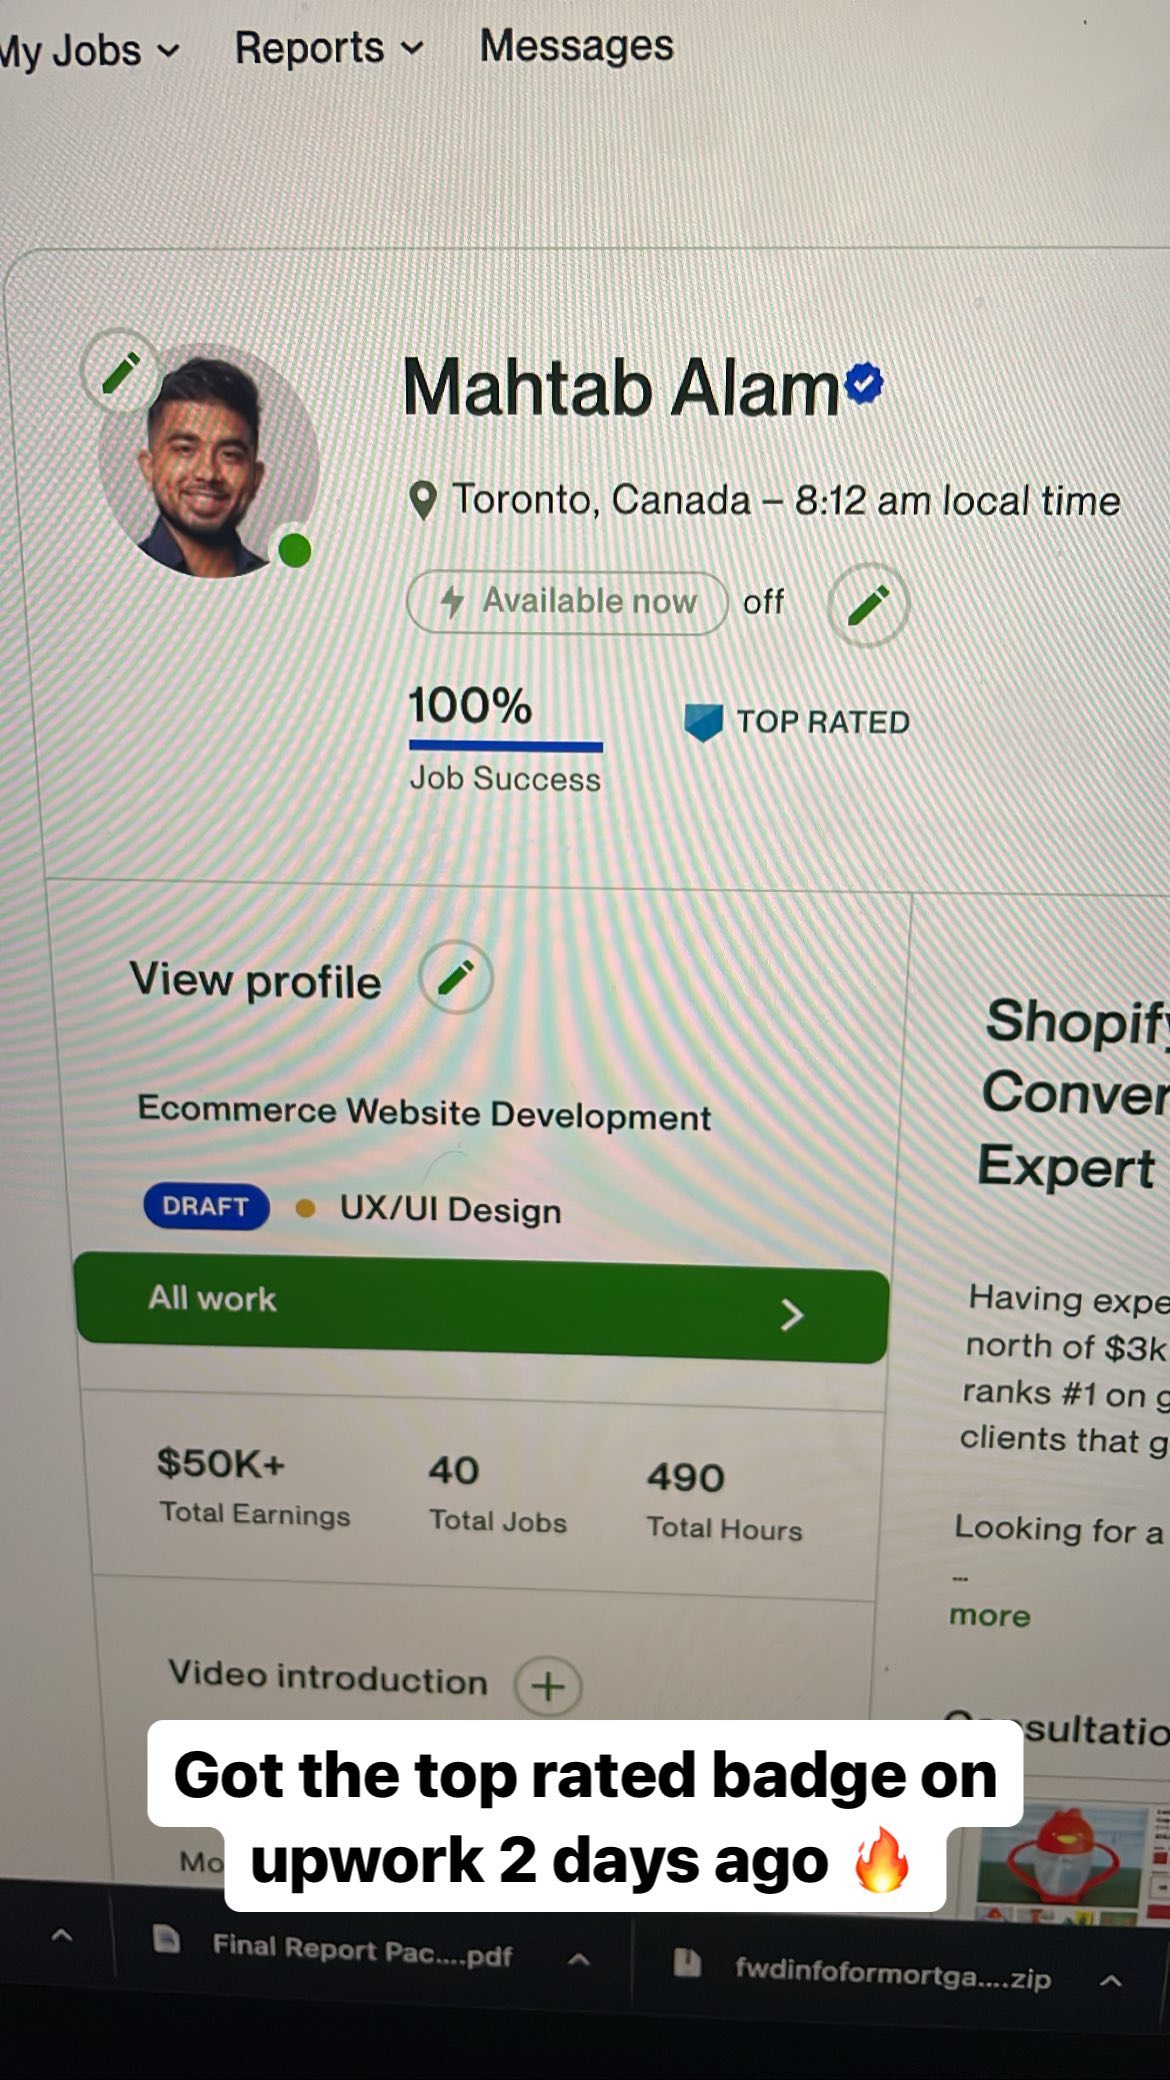 My Jobs
Reports
Messages
Mahtab Alam
Toronto, Canada – 8:12 am local time
Available now
off
100%
Job Success
TOP RATED
View profile
Ecommerce Website Development
DRAFT
UX/UI Design
All work
$50K+
Total Earnings
40
Total Jobs
490
Total Hours
Video introduction
Shopify
Conver
Expert
Having expe
north of $3k
ranks #1 on g
clients that g
Looking for a
...
more
Consultatio
Got the top rated badge on
upwork 2 days ago 🔥
Mo
Final Report Pac....pdf
fwdinfoformortga....zip